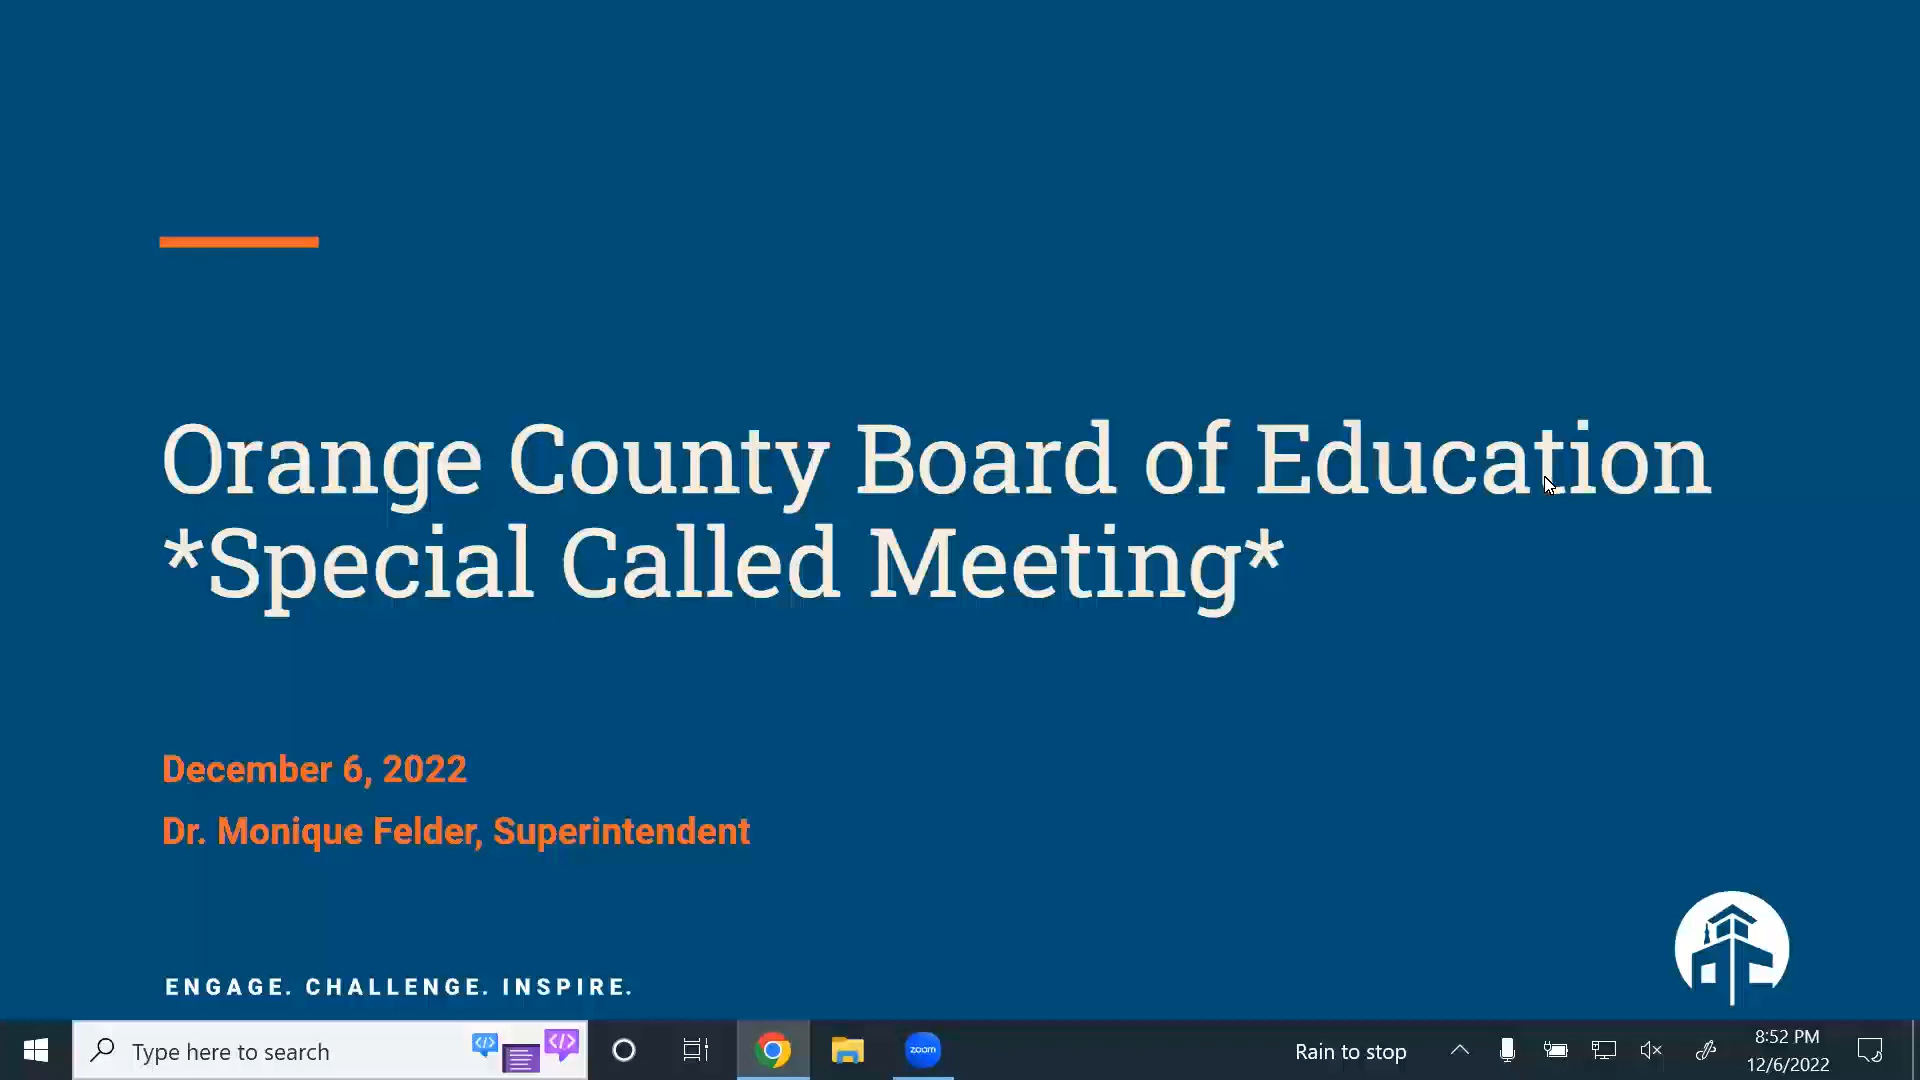 Orange County Board of Education
*Special Called Meeting*
December 6, 2022
Dr. Monique Felder, Superintendent
ENGAGE. CHALLENGE. INSPIRE.
Type here to search
zoom
Rain to stop
8:52 PM
12/6/2022